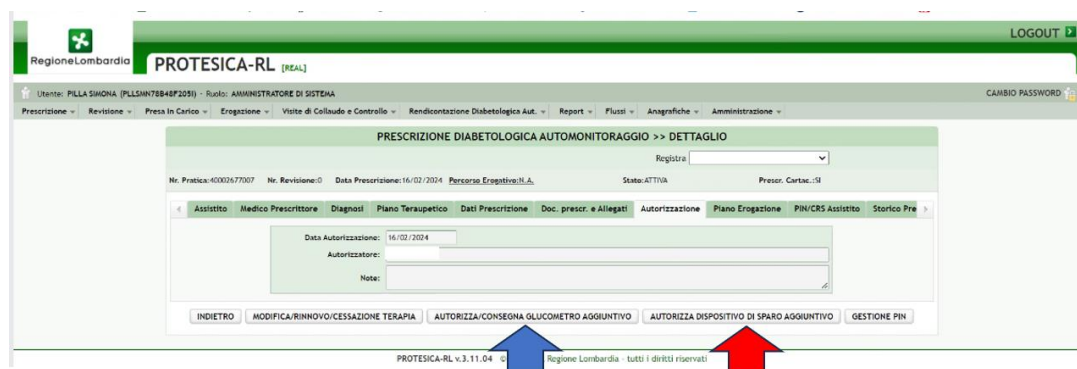 LOGOUT
RegioneLombardia
PROTESICA-RL [REAL]
Utente: PILLA SIMONA (PLLSMN78B48F205I) - Ruolo: AMMINISTRATORE DI SISTEMA CAMBIO PASSWORD
Prescrizione Revisione Presa In Carico Erogazione Visite di Collaudo e Controllo Rendicontazione Diabetologica Aut. Report Flussi Anagrafiche Amministrazione
PRESCRIZIONE DIABETOLOGICA AUTOMONITORAGGIO >> DETTAGLIO
Registra
Nr. Pratica:40002677007 Nr. Revisione:0 Data Prescrizione:16/02/2024 Percorso Erogativo:N.A. Stato:ATTIVA Prescr. Cartac.:SI
Assistito Medico Prescrittore Diagnosi Piano Teraupetico Dati Prescrizione Doc. prescr. e Allegati Autorizzazione Piano Erogazione PIN/CRS Assistito Storico Pre
Data Autorizzazione: 16/02/2024
Autorizzatore:
Note:
INDIETRO MODIFICA/RINNOVO/CESSAZIONE TERAPIA AUTORIZZA/CONSEGNA GLUCOMETRO AGGIUNTIVO AUTORIZZA DISPOSITIVO DI SPARO AGGIUNTIVO GESTIONE PIN
PROTESICA-RL v.3.11.04 © Regione Lombardia - tutti i diritti riservati